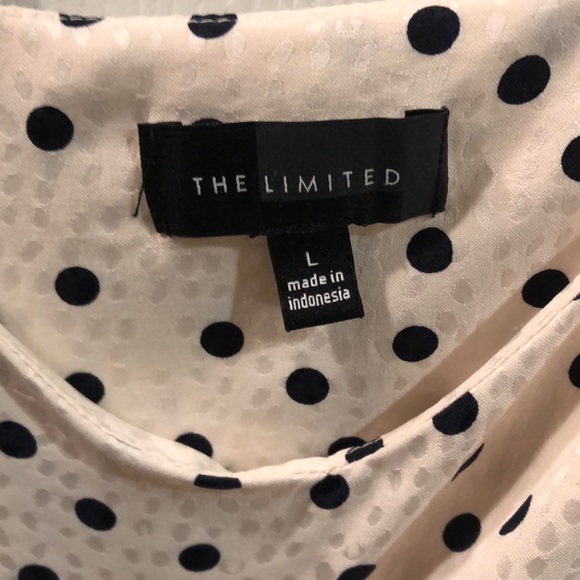 THE LIMITED
L
made in
indonesia